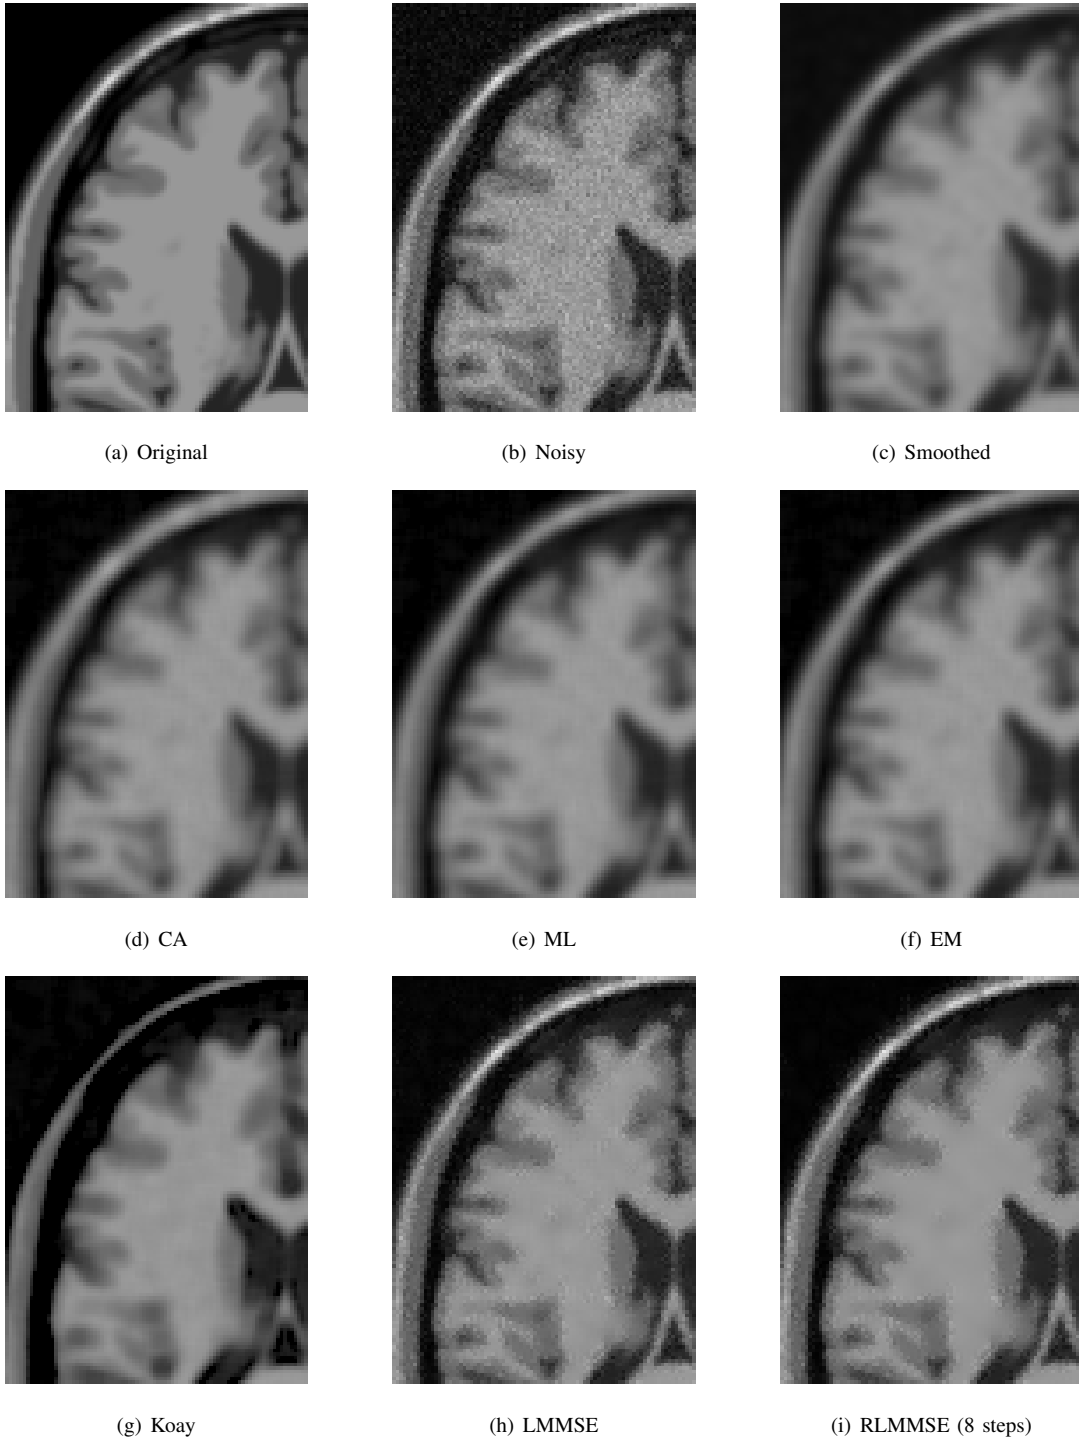 (a) Original
(b) Noisy
(c) Smoothed
(d) CA
(e) ML
(f) EM
(g) Koay
(h) LMMSE
(i) RLMMSE (8 steps)